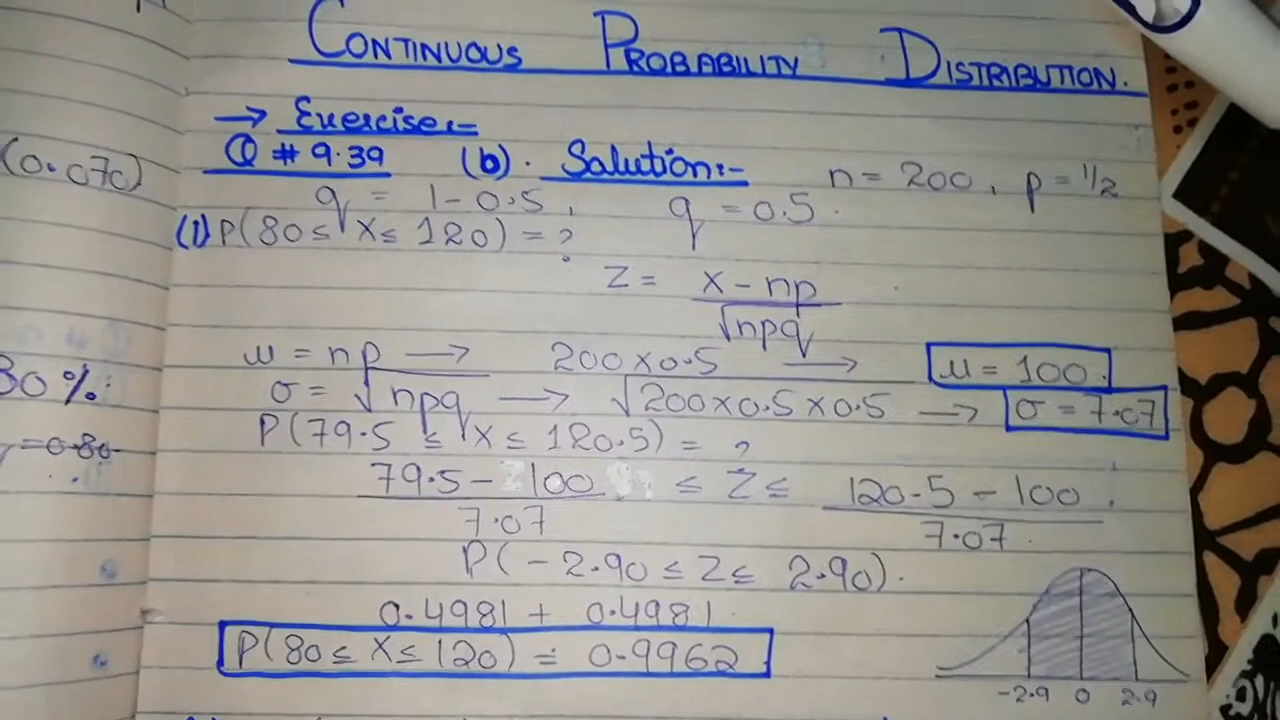 CONTINUOUS PROBABILITY DISTRIBUTION.
→ Exercise:-
Q # 9.39 (b). Salution:- n = 200, p = 1/2
q = 1 - 0.5, q = 0.5.
(i) P(80 ≤ X ≤ 120) = ?
Z = X - np / √npq
μ = np → 200×0.5 → μ = 100.
σ = √npq → √200×0.5×0.5 → σ = 7.07
P(79.5 ≤ X ≤ 120.5) = ?
79.5 - 100 / 7.07 ≤ Z ≤ 120.5 - 100 / 7.07.
P(-2.90 ≤ Z ≤ 2.90).
0.4981 + 0.4981.
P(80 ≤ X ≤ 120) = 0.9962
-2.9 0 2.9
(0.070)
30%:
=0.80